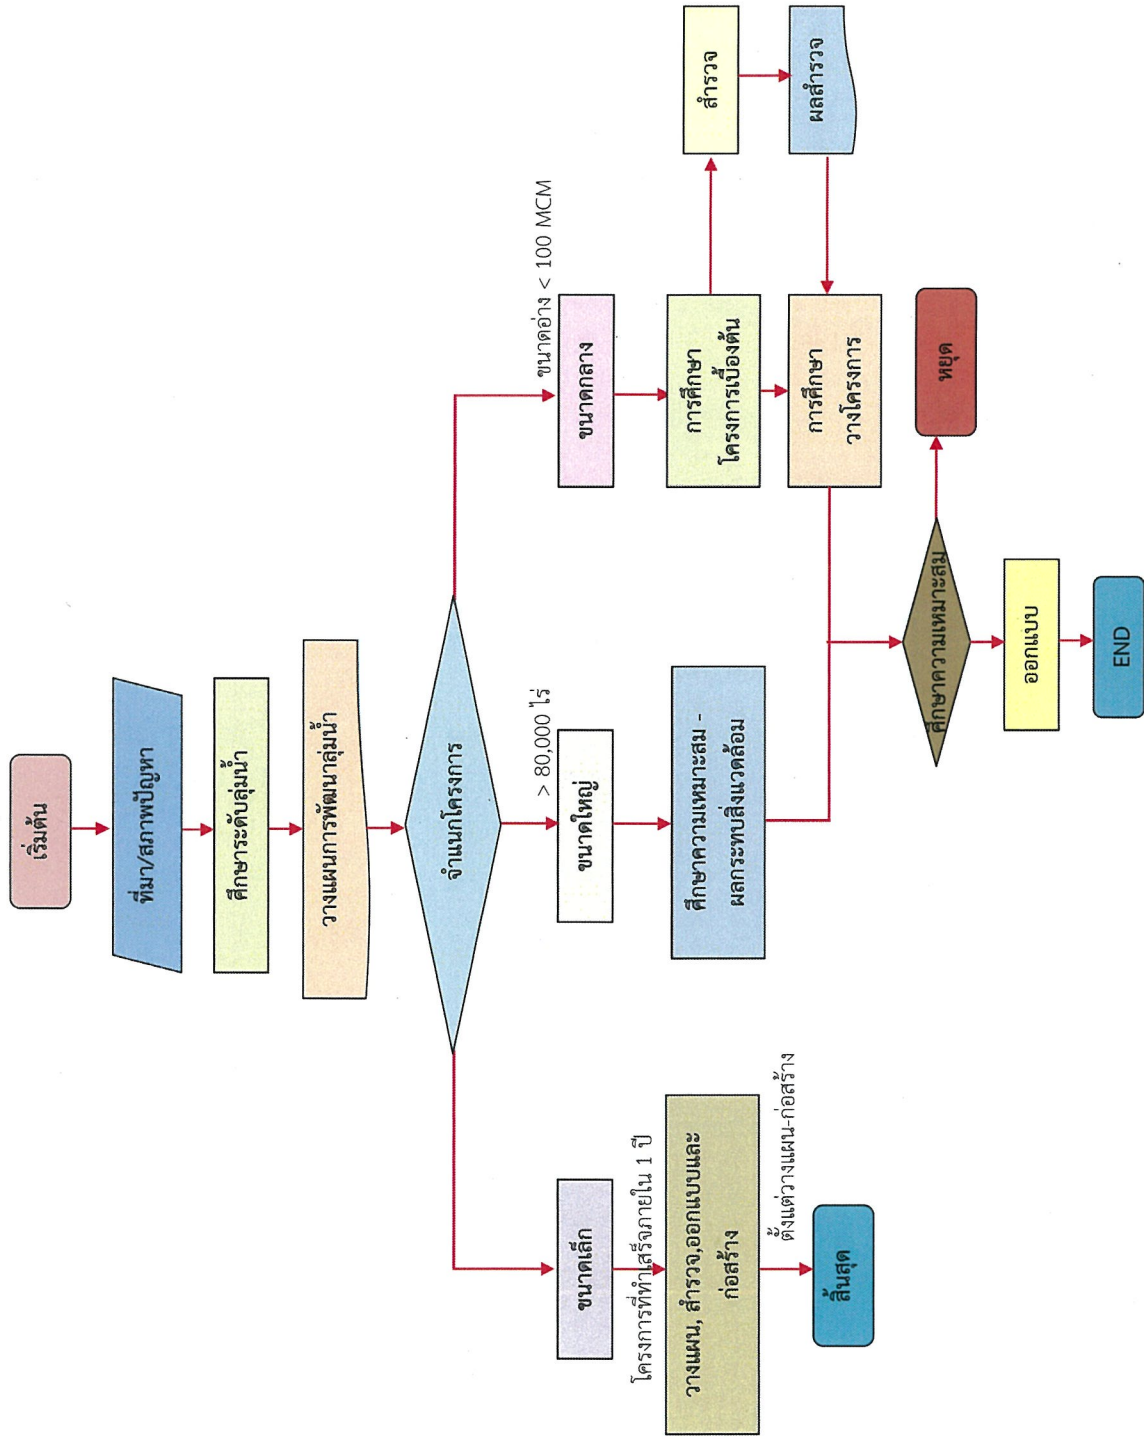 เริ่มต้น
ที่มา/สภาพปัญหา
ศึกษาระดับลุ่มน้ำ
วางแผนการพัฒนาลุ่มน้ำ
จำแนกโครงการ
ขนาดเล็ก
โครงการที่ทำเสร็จภายใน 1 ปี
วางแผน, สำรวจ,ออกแบบและ
ก่อสร้าง
ตั้งแต่วางแผน-ก่อสร้าง
สิ้นสุด
> 80,000 ไร่
ขนาดใหญ่
ศึกษาความเหมาะสม -
ผลกระทบสิ่งแวดล้อม
ขนาดอ่าง < 100 MCM
ขนาดกลาง
การศึกษา
โครงการเบื้องต้น
สำรวจ
ผลสำรวจ
การศึกษา
วางโครงการ
ศึกษาความเหมาะสม
หยุด
ออกแบบ
END